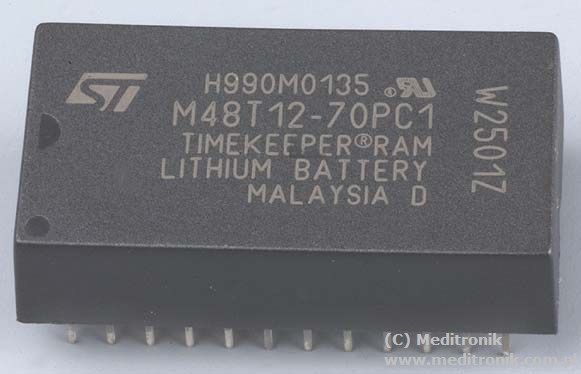 ST
H990M0135
M48T12-70PC1
TIMEKEEPER®RAM
LITHIUM BATTERY
MALAYSIA D
W2501Z
(C) Meditronik
www.meditronik.com.pl